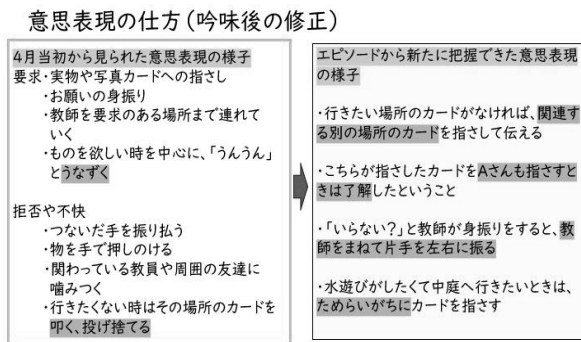 意思表現の仕方(吟味後の修正)
4月当初から見られた意思表現の様子
要求・実物や写真カードへの指さし
・お願いの身振り
・教師を要求のある場所まで連れて
いく
・ものを欲しい時を中心に、「うんうん」
とうなずく
拒否や不快
・つないだ手を振り払う
・物を手で押しのける
・関わっている教員や周囲の友達に
噛みつく
・行きたくない時はその場所のカードを
叩く、投げ捨てる
エピソードから新たに把握できた意思表現
の様子
・行きたい場所のカードがなければ、関連す
る別の場所のカードを指さして伝える
・こちらが指さしたカードをAさんも指さすと
きは了解したということ
・「いらない?」と教師が身振りをすると、教
師をまねて片手を左右に振る
・水遊びがしたくて中庭へ行きたいときは、
ためらいがちにカードを指さす